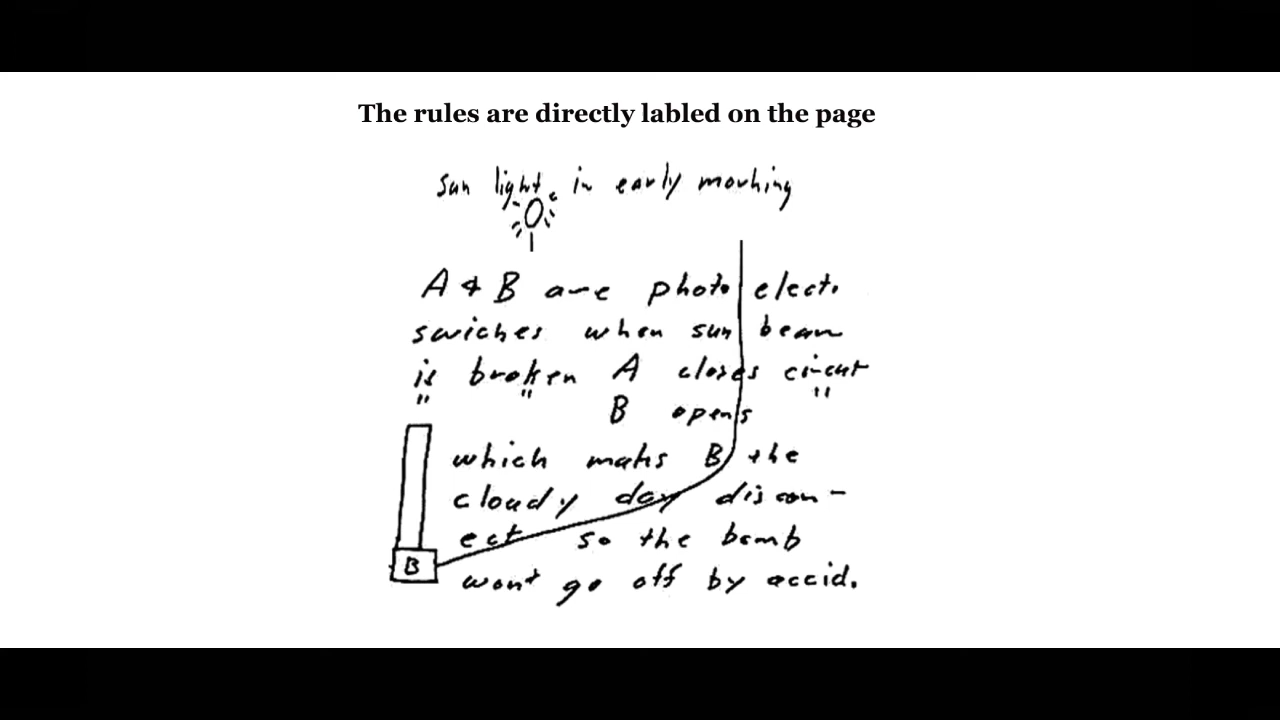 The rules are directly labled on the page
sun light in early morning
A & B are photo elect.
swiches when sun beam
is broken A closes circut
B opens
which maks B the
cloudy day discon-
ect so the bomb
wont go off by accid.
B